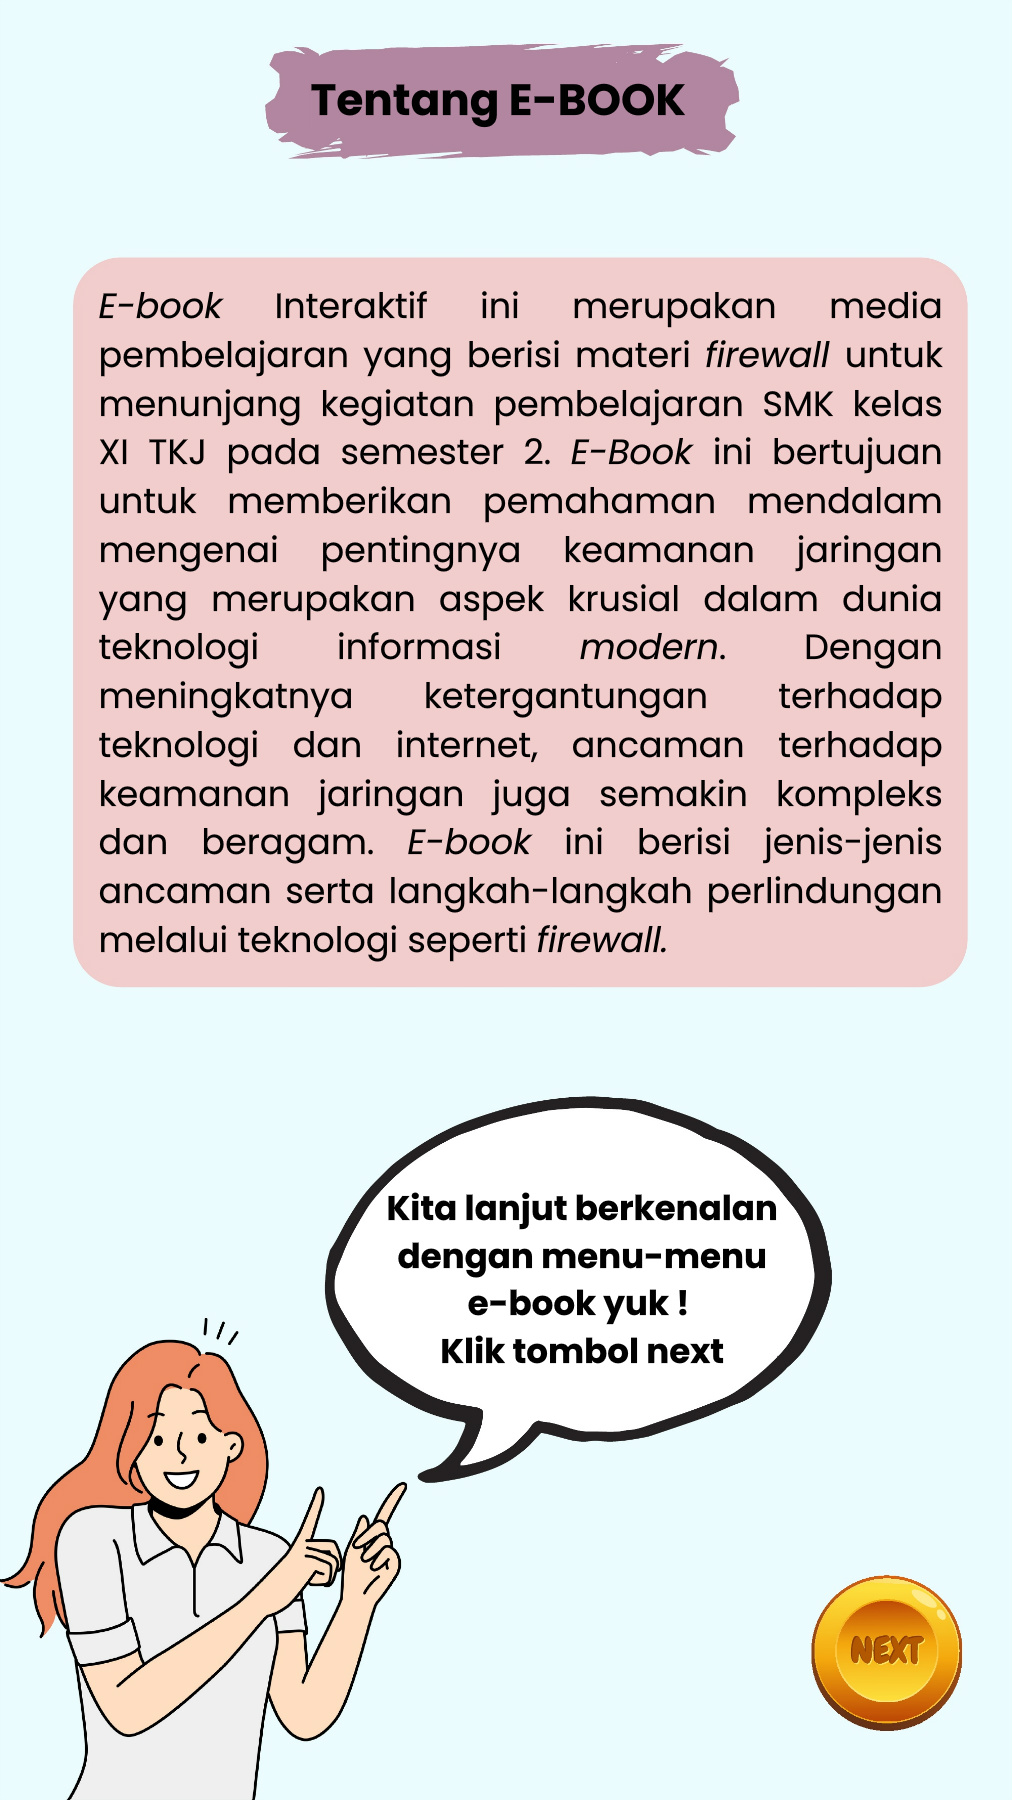 Tentang E-BOOK
E-book Interaktif ini merupakan media
pembelajaran yang berisi materi firewall untuk
menunjang kegiatan pembelajaran SMK kelas
XI TKJ pada semester 2. E-Book ini bertujuan
untuk memberikan pemahaman mendalam
mengenai pentingnya keamanan jaringan
yang merupakan aspek krusial dalam dunia
teknologi informasi modern. Dengan
meningkatnya ketergantungan terhadap
teknologi dan internet, ancaman terhadap
keamanan jaringan juga semakin kompleks
dan beragam. E-book ini berisi jenis-jenis
ancaman serta langkah-langkah perlindungan
melalui teknologi seperti firewall.
Kita lanjut berkenalan
dengan menu-menu
e-book yuk !
Klik tombol next
NEXT